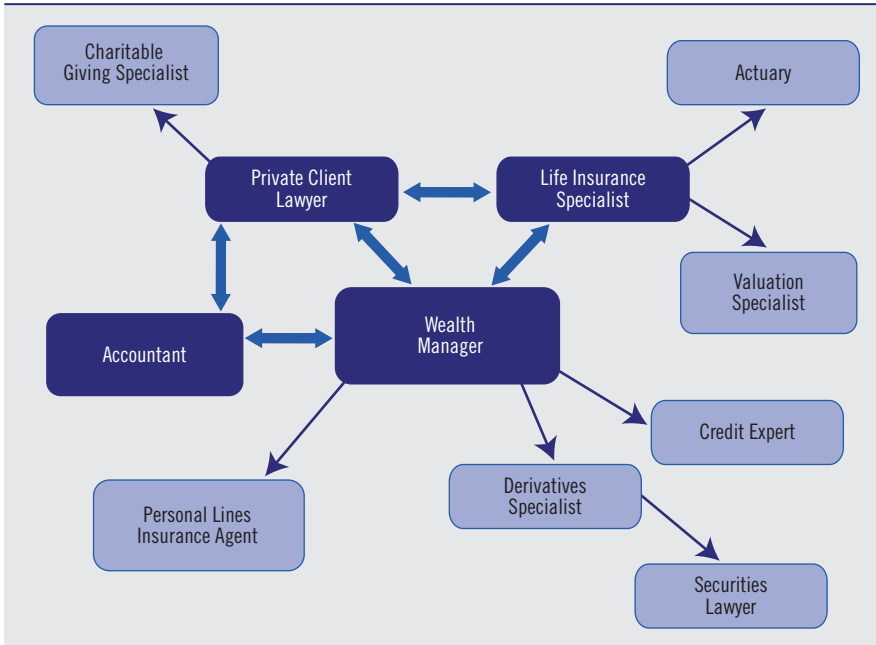 Charitable
Giving Specialist
Actuary
Private Client
Lawyer
Life Insurance
Specialist
Valuation
Specialist
Wealth
Manager
Accountant
Credit Expert
Derivatives
Specialist
Personal Lines
Insurance Agent
Securities
Lawyer